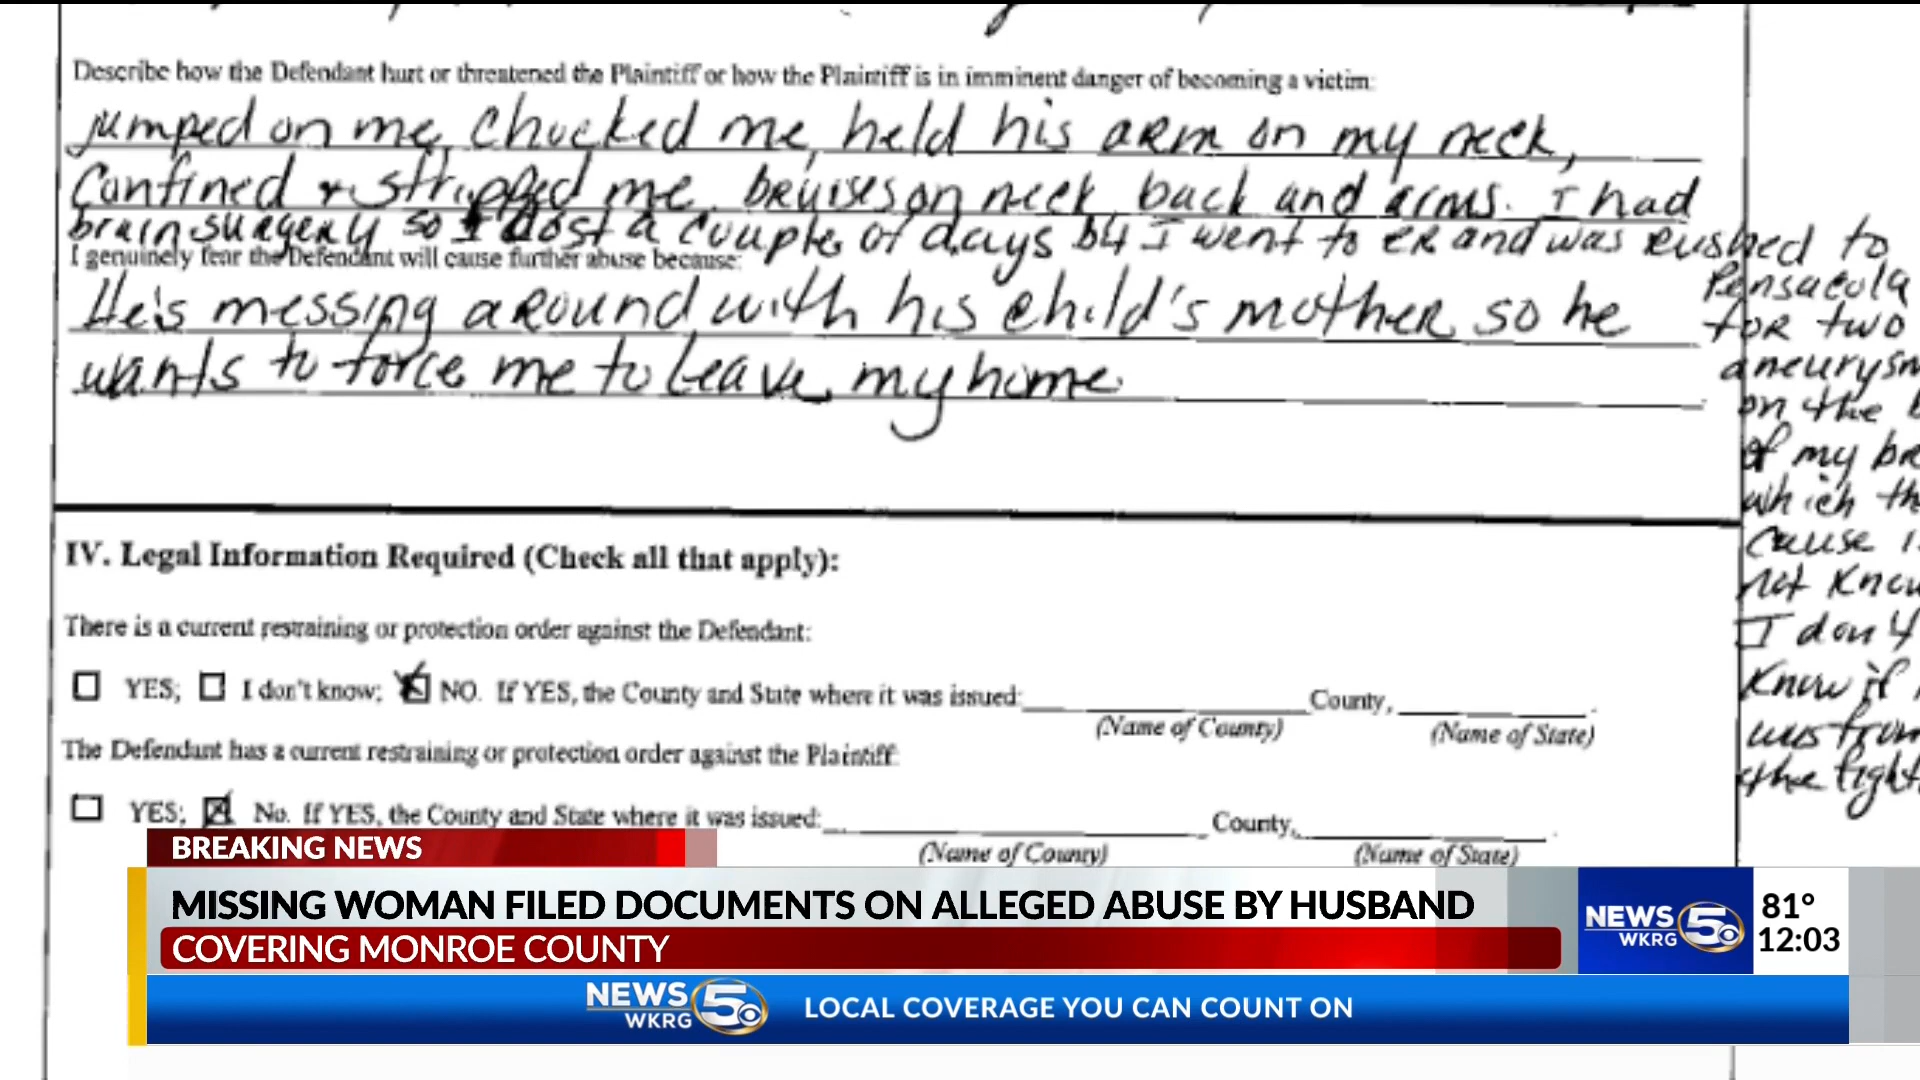 Describe how the Defendant hurt or threatened the Plaintiff or how the Plaintiff is in imminent danger of becoming a victim:
jumped on me, Chocked me, held his arm on my neck,
Confined & stripped me. bruises on neck, back and arms. I had
brain surgery so I lost a couple of days b4 I went to ER and was rushed to
Pensacola
for two
aneurysm
on the
of my
which
Cause
not
I don4
Know if
was from
the fight
I genuinely fear the Defendant will cause further abuse because:
He's messing around with his child's mother so he
wants to force me to leave my home
IV. Legal Information Required (Check all that apply):
There is a current restraining or protection order against the Defendant:
YES; I don't know; NO. If YES, the County and State where it was issued: County,
(Name of County) (Name of State)
The Defendant has a current restraining or protection order against the Plaintiff:
YES; No. If YES, the County and State where it was issued: County,
(Name of County) (Name of State)
BREAKING NEWS
MISSING WOMAN FILED DOCUMENTS ON ALLEGED ABUSE BY HUSBAND
COVERING MONROE COUNTY
NEWS 5 WKRG
81°
12:03
NEWS 5 WKRG LOCAL COVERAGE YOU CAN COUNT ON